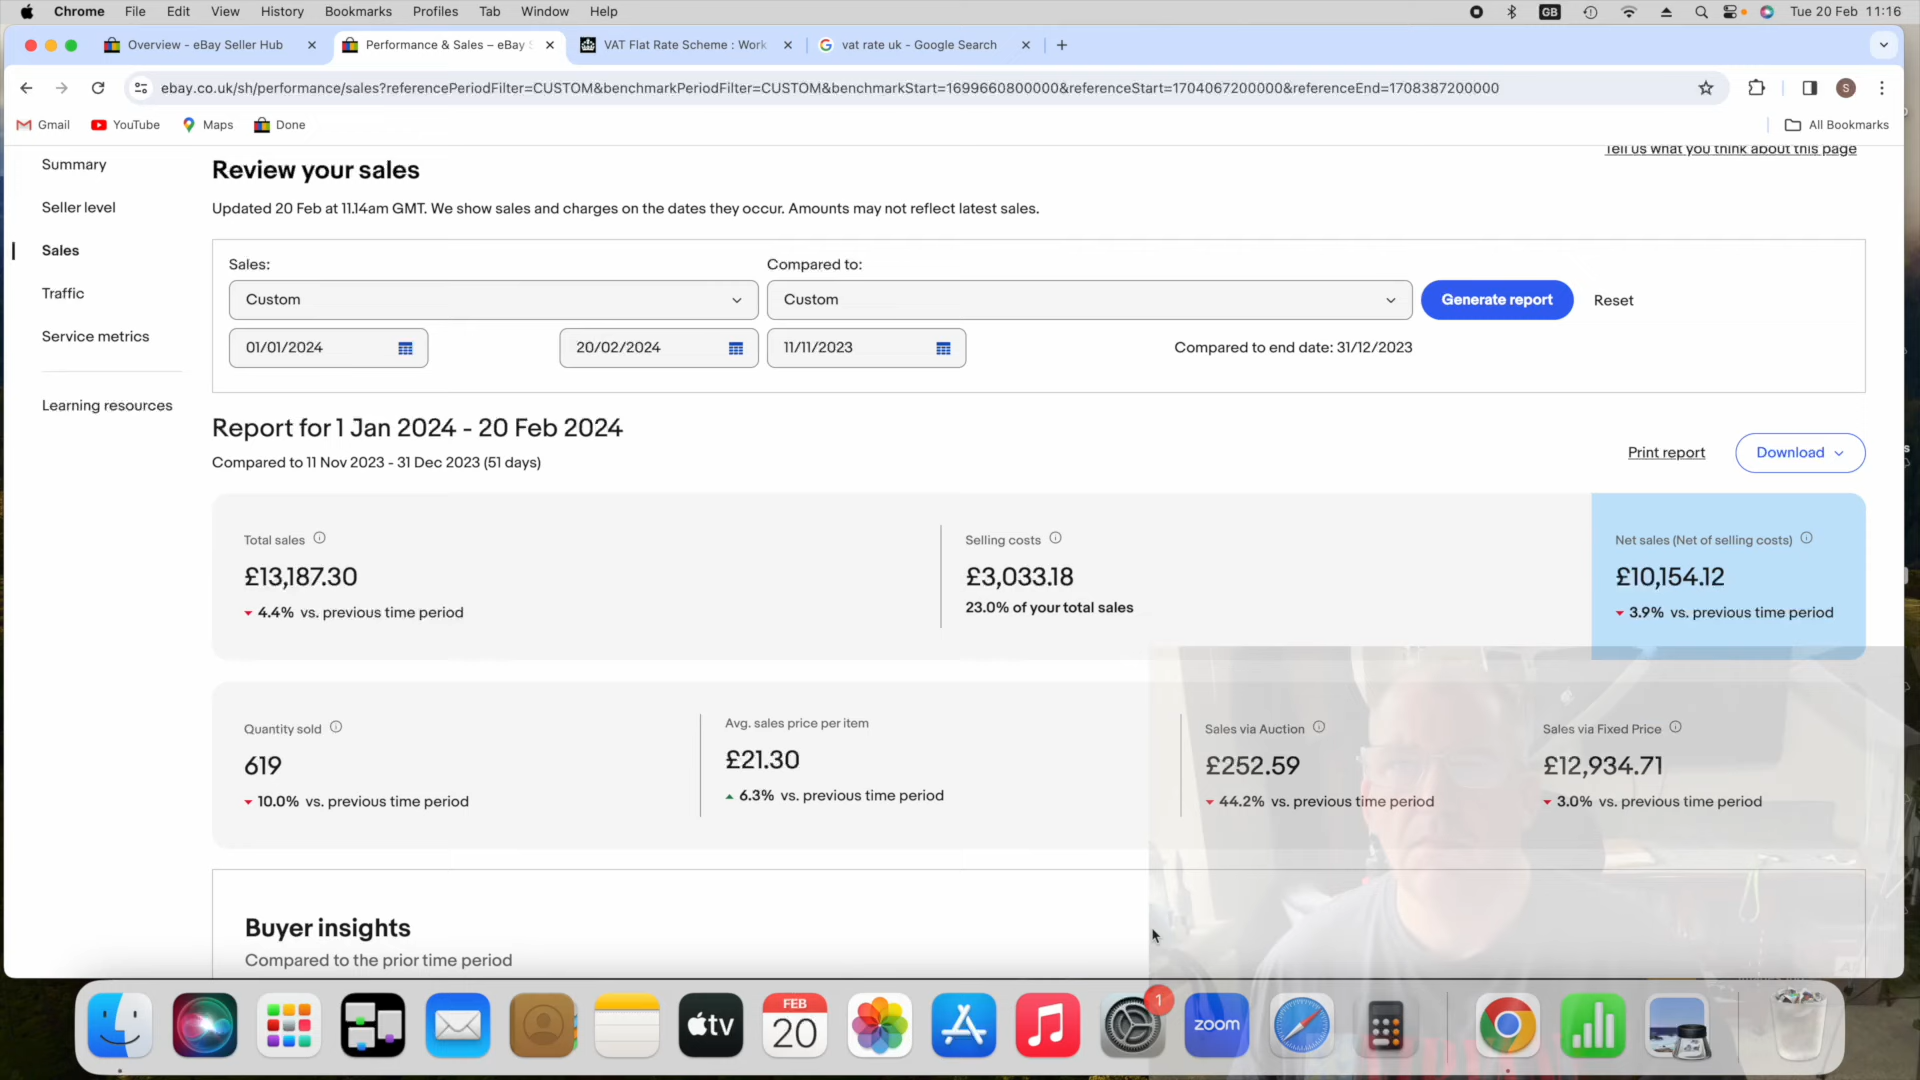 Chrome File Edit View History Bookmarks Profiles Tab Window Help GB Tue 20 Feb 11:16
Overview - eBay Seller Hub Performance & Sales – eBay S VAT Flat Rate Scheme : Work vat rate uk - Google Search
ebay.co.uk/sh/performance/sales?referencePeriodFilter=CUSTOM&benchmarkPeriodFilter=CUSTOM&benchmarkStart=1699660800000&referenceStart=1704067200000&referenceEnd=1708387200000 S
Gmail YouTube Maps Done All Bookmarks
Tell us what you think about this page
Summary
Seller level
Sales
Traffic
Service metrics
Learning resources
Review your sales
Updated 20 Feb at 11.14am GMT. We show sales and charges on the dates they occur. Amounts may not reflect latest sales.
Sales: Compared to:
Custom Custom Generate report Reset
01/01/2024 20/02/2024 11/11/2023 Compared to end date: 31/12/2023
Report for 1 Jan 2024 - 20 Feb 2024
Compared to 11 Nov 2023 - 31 Dec 2023 (51 days)
Print report Download
Total sales
£13,187.30
4.4% vs. previous time period
Selling costs
£3,033.18
23.0% of your total sales
Net sales (Net of selling costs)
£10,154.12
3.9% vs. previous time period
Quantity sold
619
10.0% vs. previous time period
Avg. sales price per item
£21.30
6.3% vs. previous time period
Sales via Auction
£252.59
44.2% vs. previous time period
Sales via Fixed Price
£12,934.71
3.0% vs. previous time period
Buyer insights
Compared to the prior time period
tv
FEB
20
1
zoom